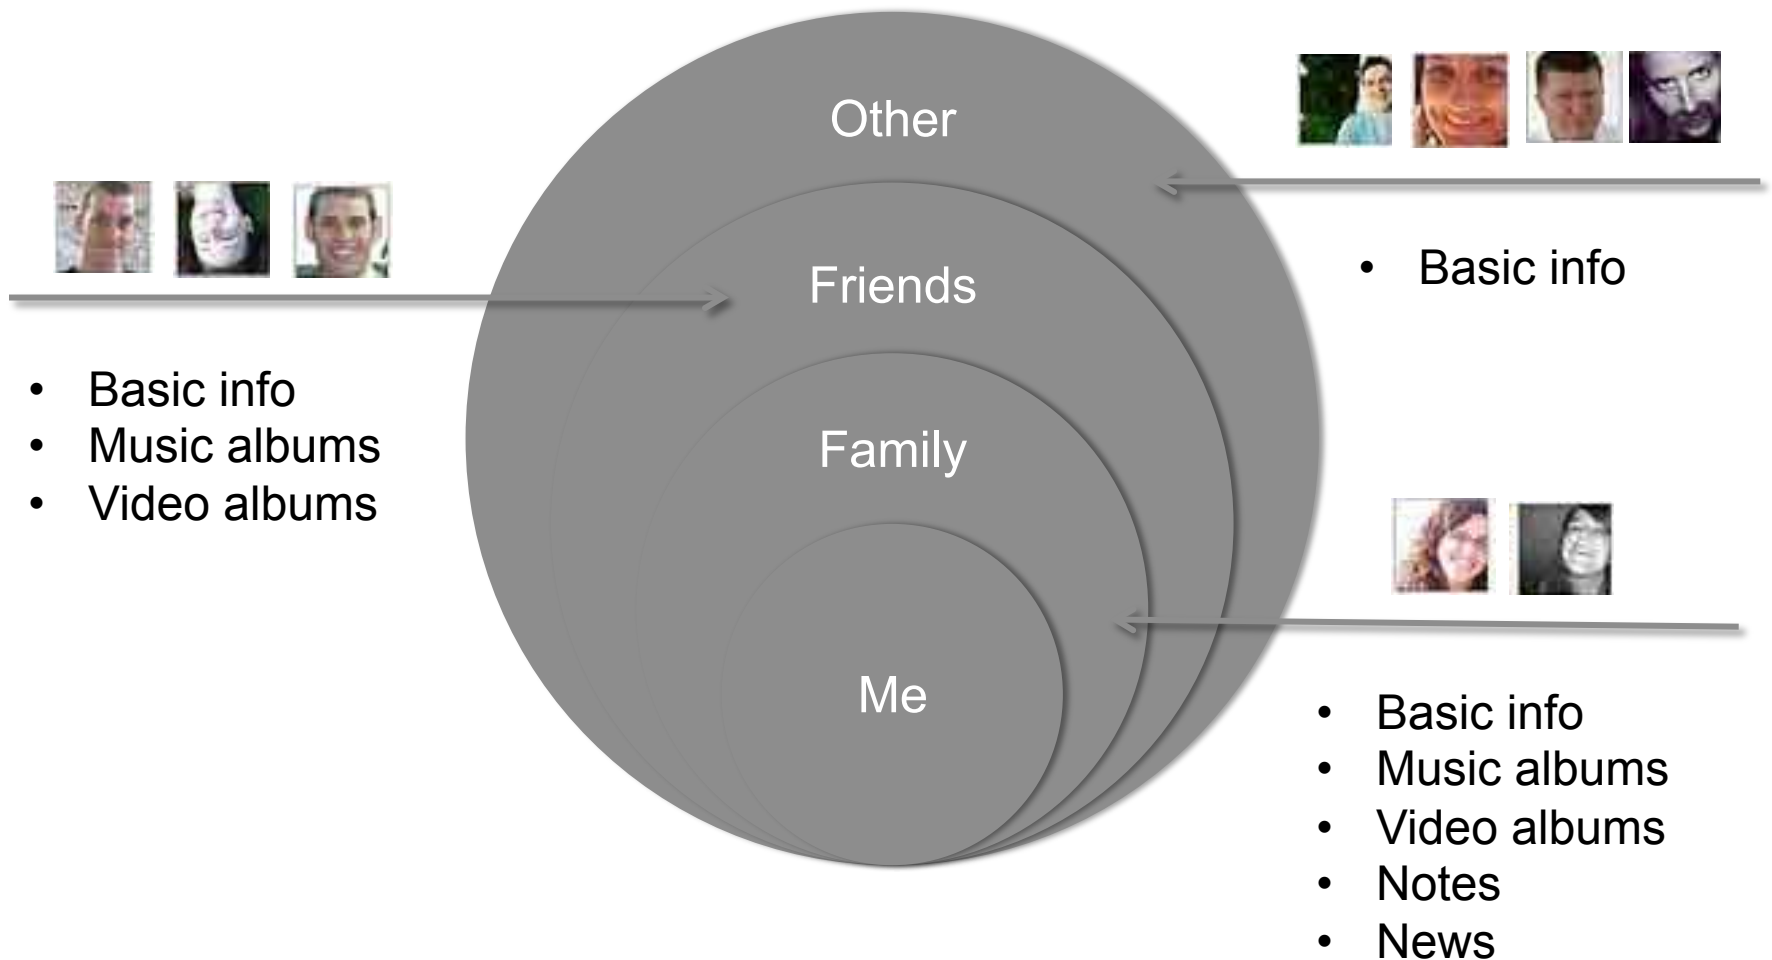 Other
Friends
Family
Me
• Basic info
• Music albums
• Video albums
• Basic info
• Basic info
• Music albums
• Video albums
• Notes
• News